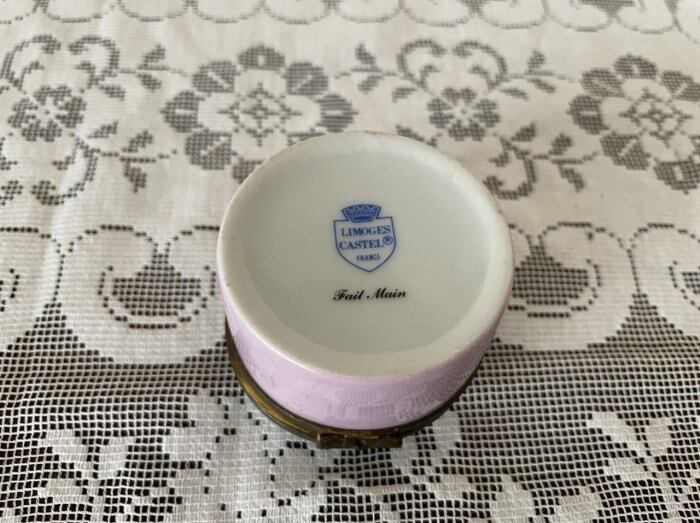 LIMOGES
CASTEL®
FRANCE
Fait Main